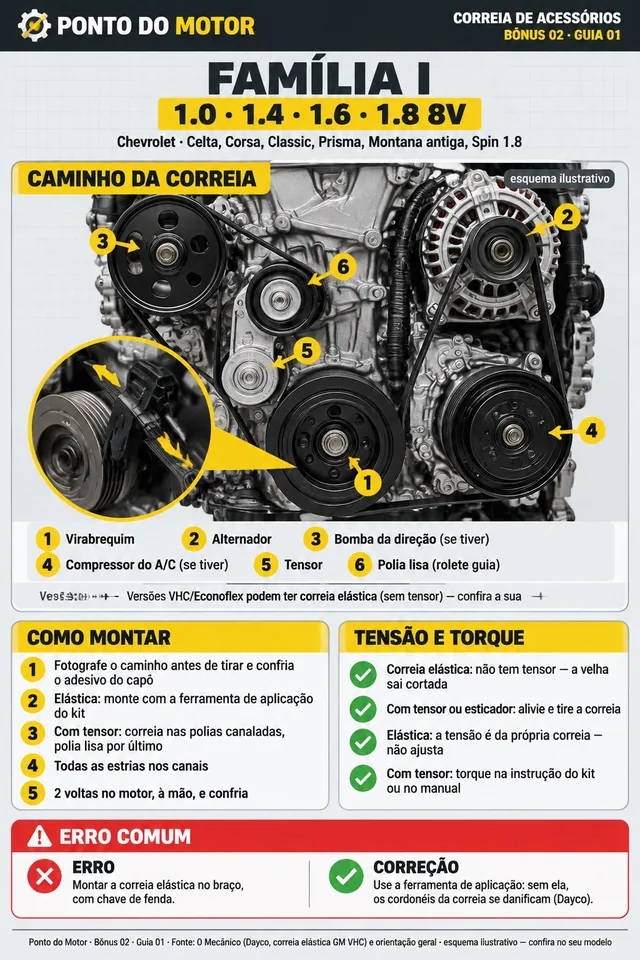 PONTO DO MOTOR
CORREIA DE ACESSÓRIOS
BÔNUS 02 · GUIA 01
FAMÍLIA I
1.0 · 1.4 · 1.6 · 1.8 8V
Chevrolet · Celta, Corsa, Classic, Prisma, Montana antiga, Spin 1.8
CAMINHO DA CORREIA
esquema ilustrativo
3
2
6
5
4
1
1 Virabrequim
2 Alternador
3 Bomba da direção (se tiver)
4 Compressor do A/C (se tiver)
5 Tensor
6 Polia lisa (rolete guia)
Versões VHC/Econoflex podem ter correia elástica (sem tensor) — confira a sua
COMO MONTAR
1 Fotografe o caminho antes de tirar e confria
o adesivo do capô
2 Elástica: monte com a ferramenta de aplicação
do kit
3 Com tensor: correia nas polias canaladas,
polia lisa por último
4 Todas as estrias nos canais
5 2 voltas no motor, à mão, e confria
TENSÃO E TORQUE
Correia elástica: não tem tensor — a velha
sai cortada
Com tensor ou esticador: alivie e tire a correia
Elástica: a tensão é da própria correia —
não ajusta
Com tensor: torque na instrução do kit
ou no manual
ERRO COMUM
ERRO
Montar a correia elástica no braço,
com chave de fenda.
CORREÇÃO
Use a ferramenta de aplicação: sem ela,
os cordonéis da correia se danificam (Dayco).
Ponto do Motor · Bônus 02 · Guia 01 · Fonte: O Mecânico (Dayco, correia elástica GM VHC) e orientação geral · esquema ilustrativo — confira no seu modelo